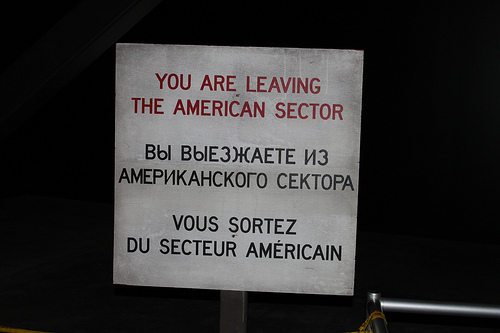 YOU ARE LEAVING
THE AMERICAN SECTOR
ВЫ ВЫЕЗЖАЕТЕ ИЗ
АМЕРИКАНСКОГО СЕКТОРА
VOUS SORTEZ
DU SECTEUR AMÉRICAIN